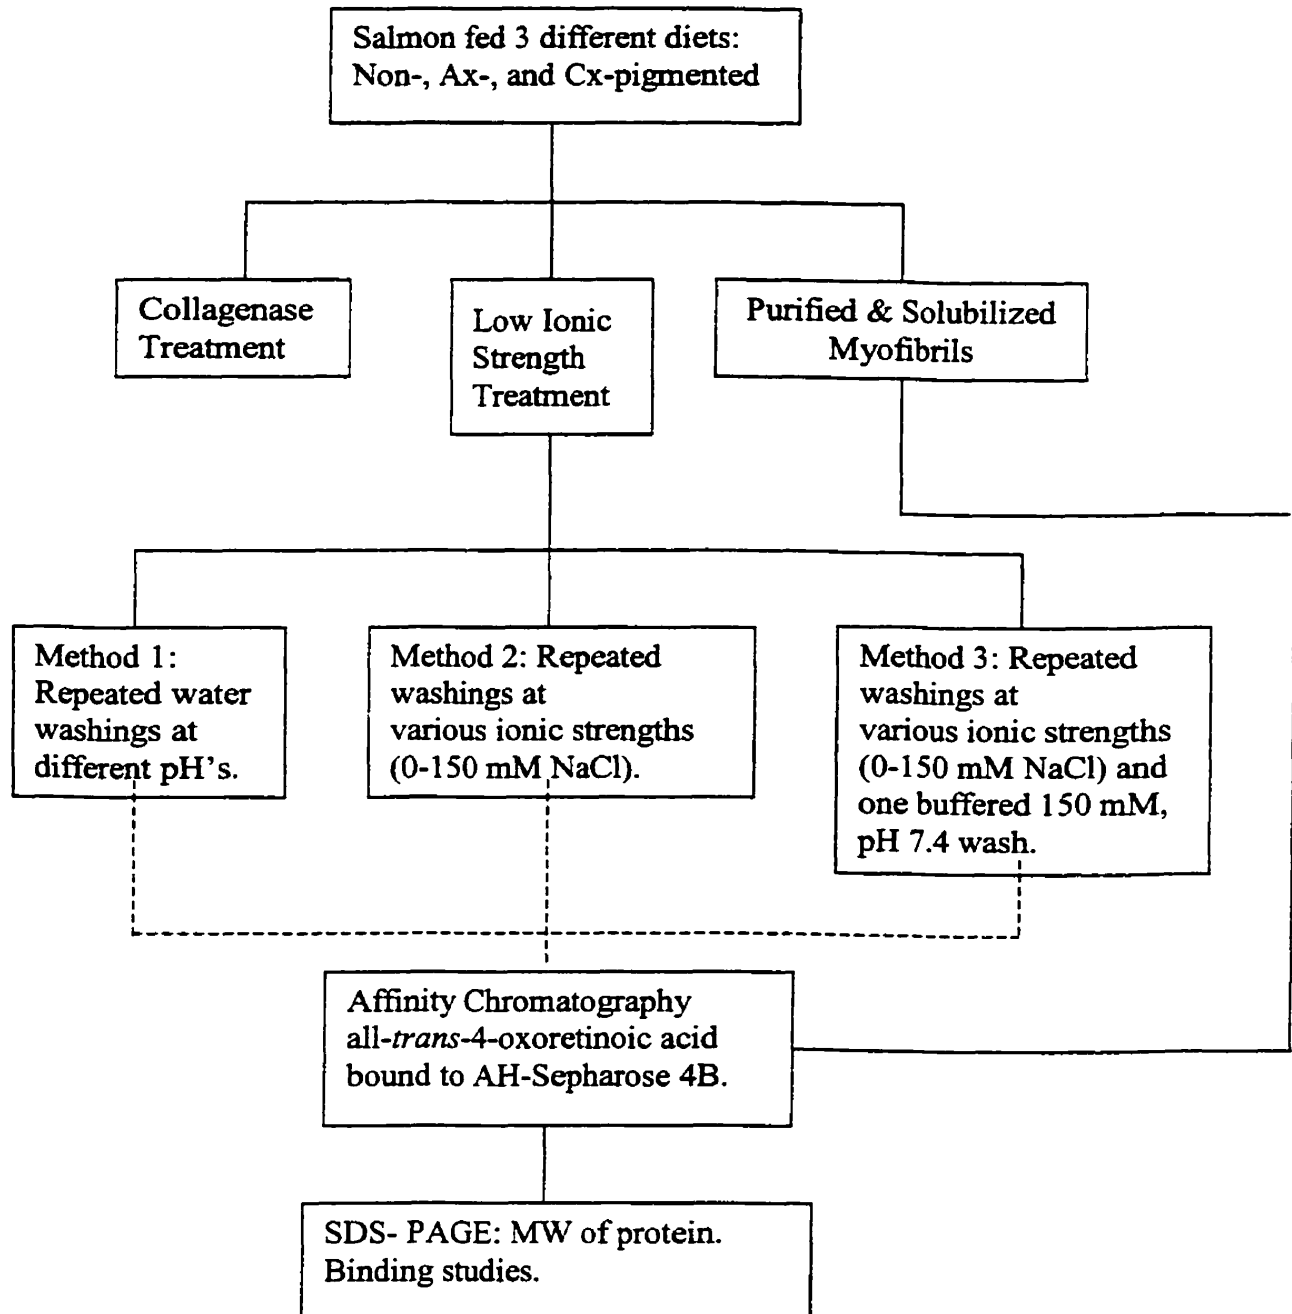 Salmon fed 3 different diets:
Non-, Ax-, and Cx-pigmented
Collagenase
Treatment
Low Ionic
Strength
Treatment
Purified & Solubilized
Myofibrils
Method 1:
Repeated water
washings at
different pH's.
Method 2: Repeated
washings at
various ionic strengths
(0-150 mM NaCl).
Method 3: Repeated
washings at
various ionic strengths
(0-150 mM NaCl) and
one buffered 150 mM,
pH 7.4 wash.
Affinity Chromatography
all-trans-4-oxoretinoic acid
bound to AH-Sepharose 4B.
SDS- PAGE: MW of protein.
Binding studies.